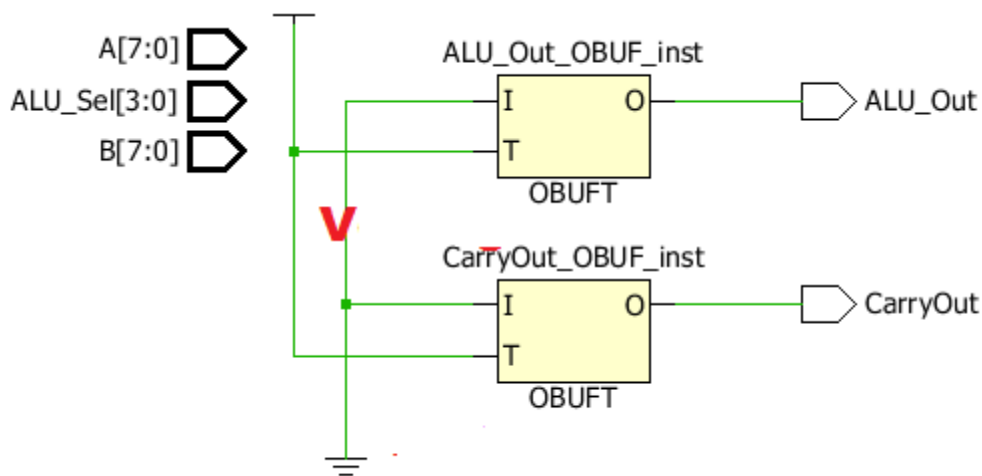 A[7:0]
ALU_Sel[3:0]
B[7:0]
ALU_Out_OBUF_inst
I
O
T
OBUFT
ALU_Out
V
CarryOut_OBUF_inst
I
O
T
OBUFT
CarryOut